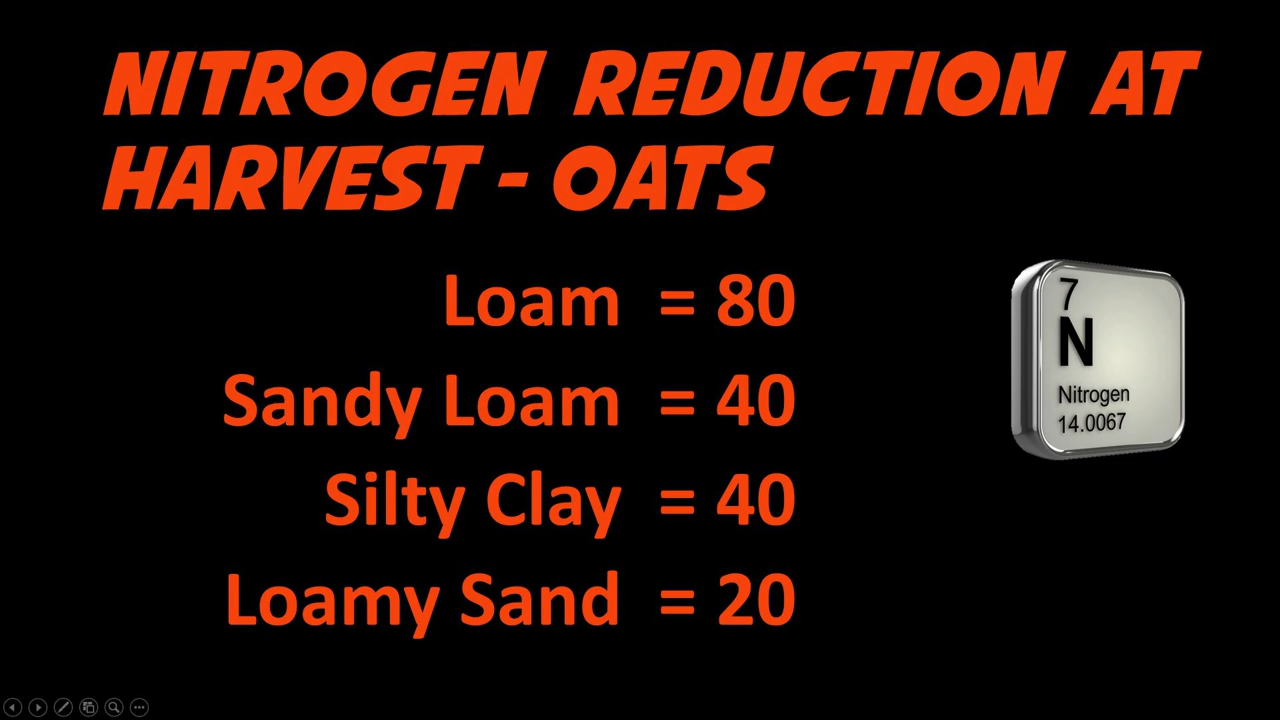 NITROGEN REDUCTION AT
HARVEST - OATS
Loam = 80
Sandy Loam = 40
Silty Clay = 40
Loamy Sand = 20
7
N
Nitrogen
14.0067